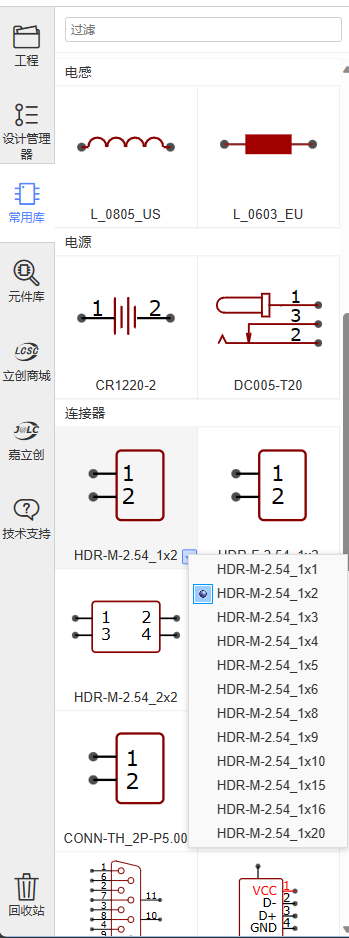 过滤
工程
设计管理
器
常用库
元件库
LCSC
立创商城
J@LC
嘉立创
技术支持
回收站
电感
L_0805_US
L_0603_EU
电源
1 2
CR1220-2
1
3
2
DC005-T20
连接器
1
2
HDR-M-2.54_1x2
1
2
HDR-M-2.54_1x1
HDR-M-2.54_1x2
HDR-M-2.54_1x3
HDR-M-2.54_1x4
HDR-M-2.54_1x5
HDR-M-2.54_1x6
HDR-M-2.54_1x8
HDR-M-2.54_1x9
HDR-M-2.54_1x10
HDR-M-2.54_1x15
HDR-M-2.54_1x16
HDR-M-2.54_1x20
1 2
3 4
HDR-M-2.54_2x2
1
2
CONN-TH_2P-P5.00
1
6
2
7
3
8
4
9
11
10
VCC 1
D- 2
D+ 3
GND 4